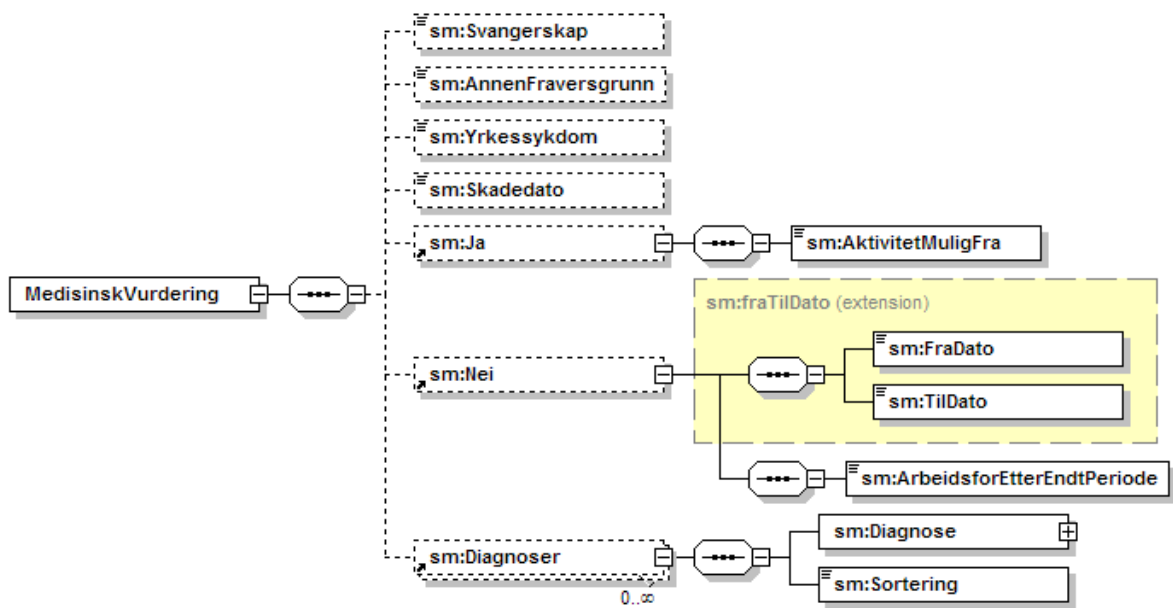 sm:Svangerskap
sm:AnnenFraversgrunn
sm:Yrkessykdom
sm:Skadedato
sm:Ja
sm:AktivitetMuligFra
MedisinskVurdering
sm:fraTilDato (extension)
sm:FraDato
sm:Nei
sm:TilDato
sm:ArbeidsforEtterEndtPeriode
sm:Diagnose
sm:Diagnoser
sm:Sortering
0..∞